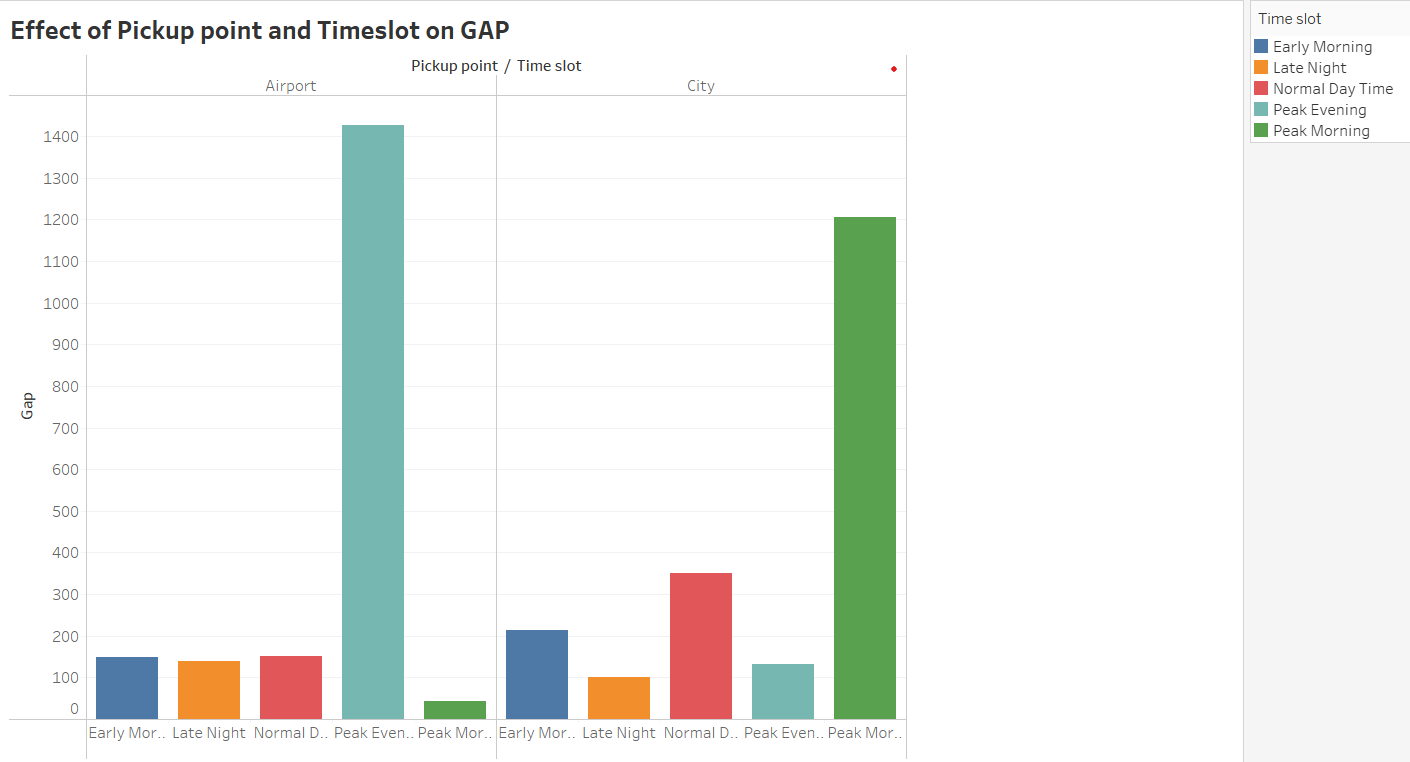 Effect of Pickup point and Timeslot on GAP
Pickup point / Time slot
Airport
City
1400
1300
1200
1100
1000
900
800
700
600
500
400
300
200
100
0
Gap
Early Mor..
Late Night
Normal D..
Peak Even..
Peak Mor..
Early Mor..
Late Night
Normal D..
Peak Even..
Peak Mor..
Time slot
Early Morning
Late Night
Normal Day Time
Peak Evening
Peak Morning